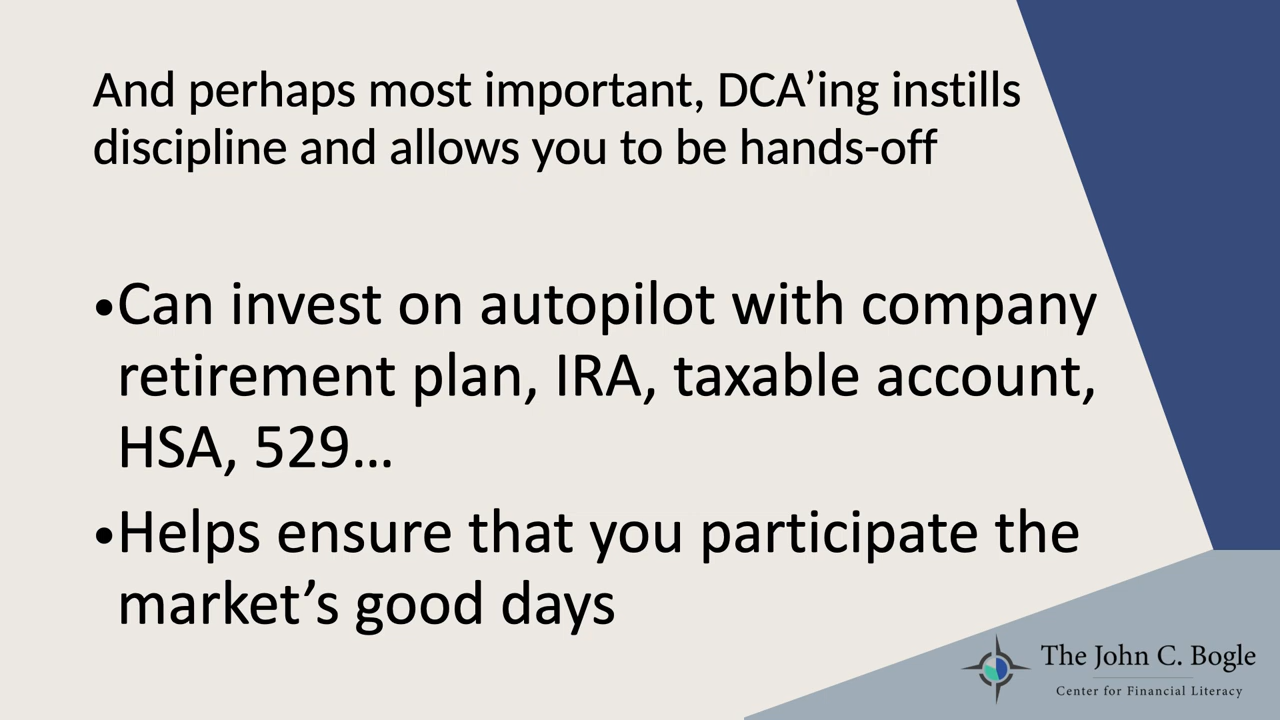 And perhaps most important, DCA’ing instills
discipline and allows you to be hands-off
•Can invest on autopilot with company
retirement plan, IRA, taxable account,
HSA, 529…
•Helps ensure that you participate the
market’s good days
The John C. Bogle
Center for Financial Literacy